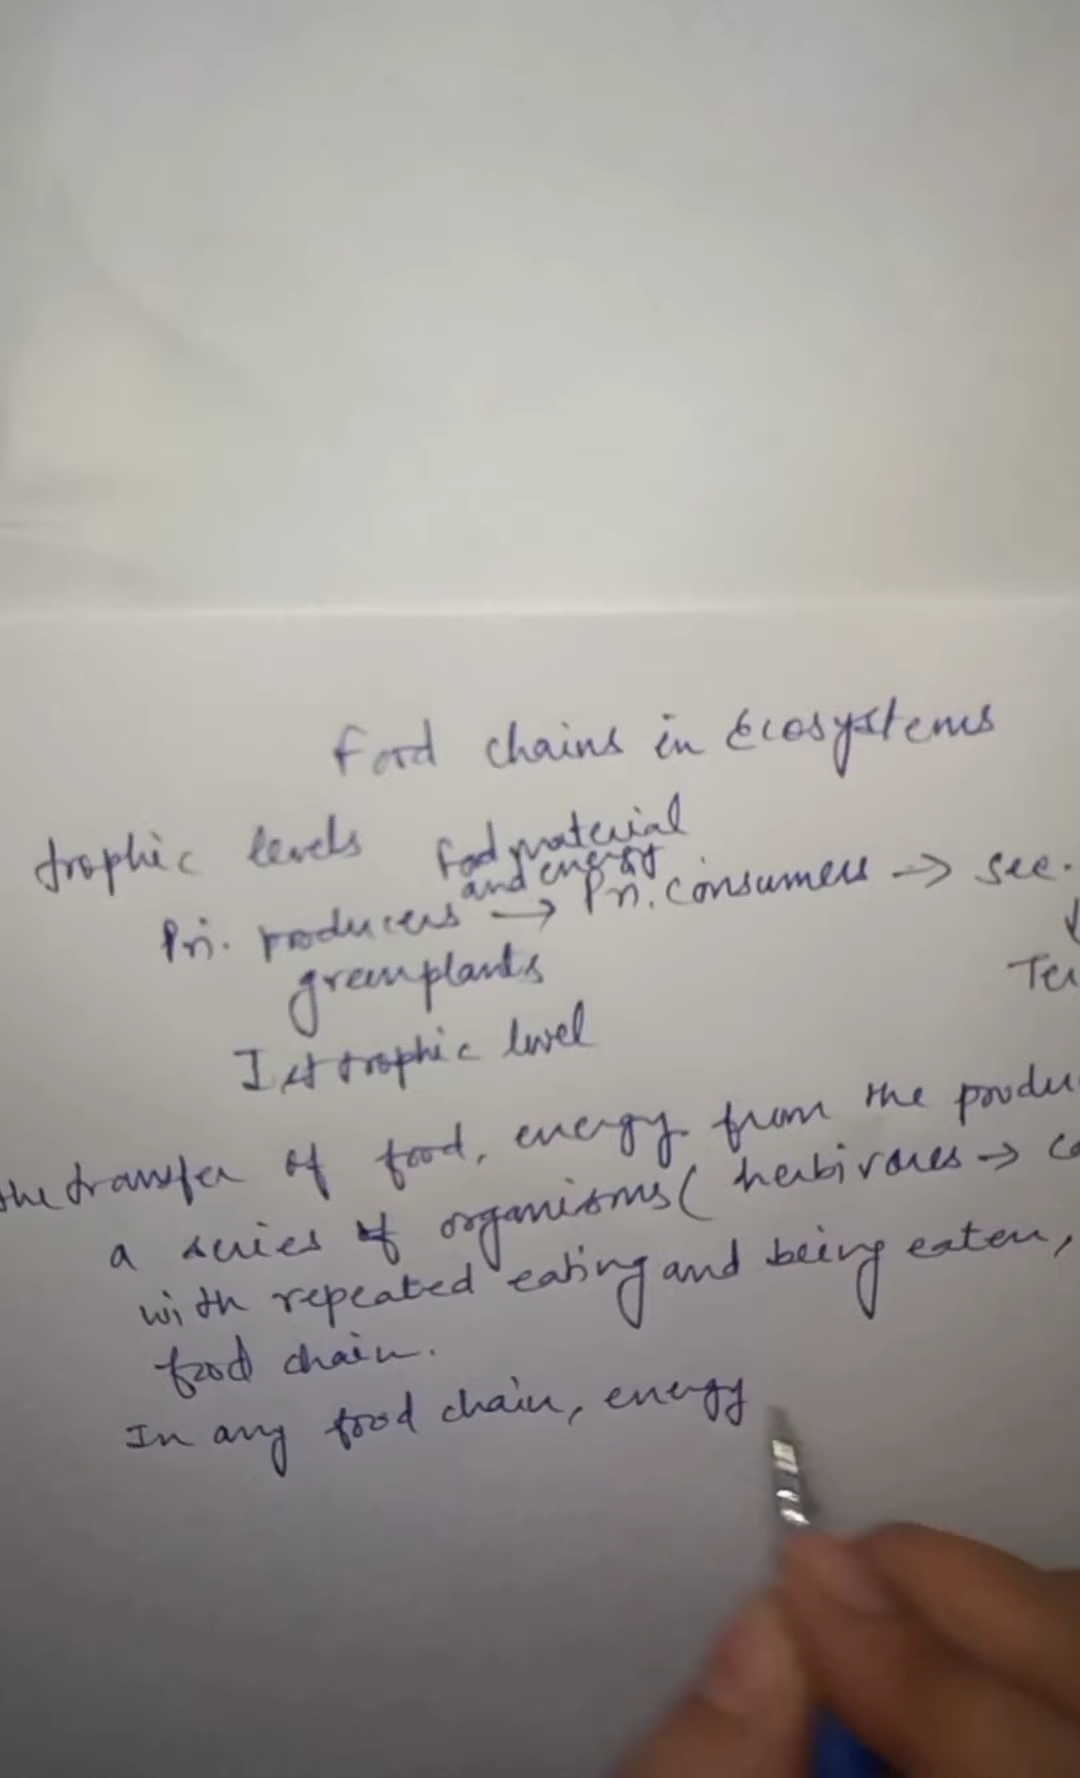 Food chains in Ecosystems
trophic levels
food material
and energy
Pri. producers → Pri. consumers → sec.
green plants
Ist trophic level
the transfer of food, energy from the
a series of organisms ( herbivores →
with repeated eating and being eaten,
food chain.
In any food chain, energy